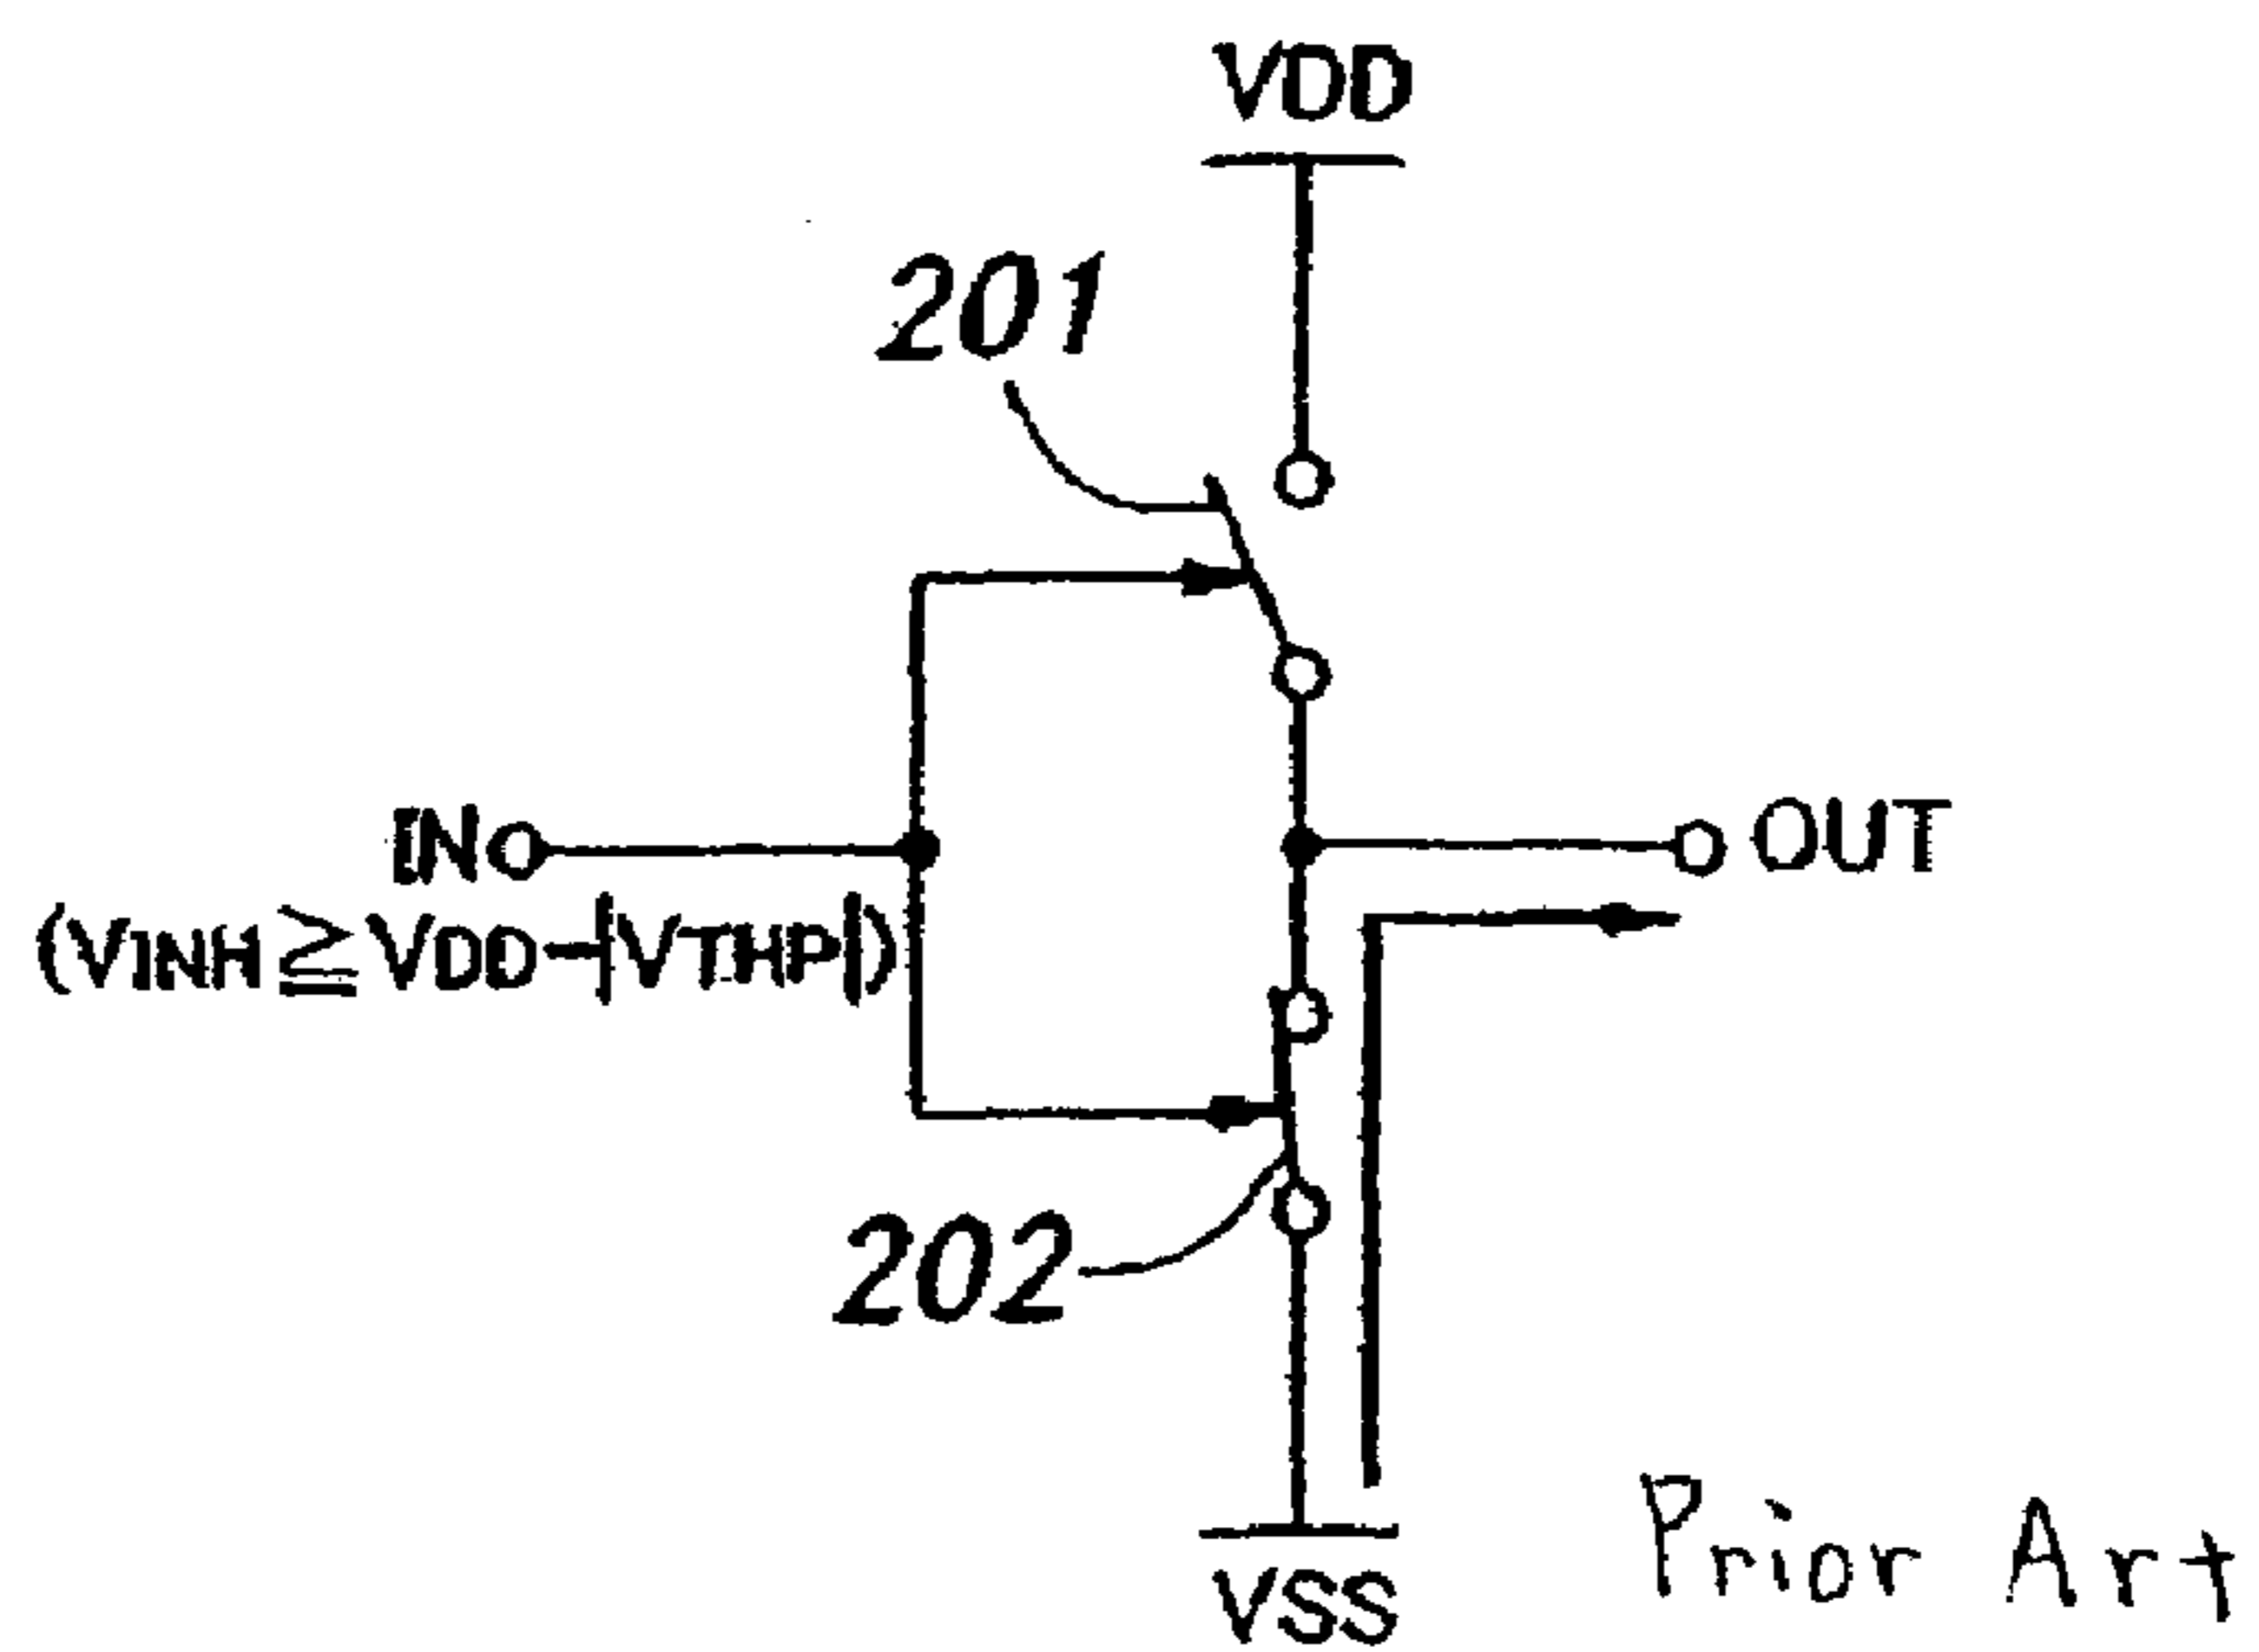 VDD
201
IN
OUT
(VINH≧VDD-|VTHP|)
202
VSS
Prior Art